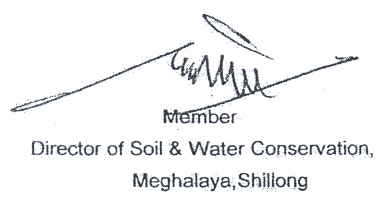 Member
Director of Soil & Water Conservation,
Meghalaya,Shillong